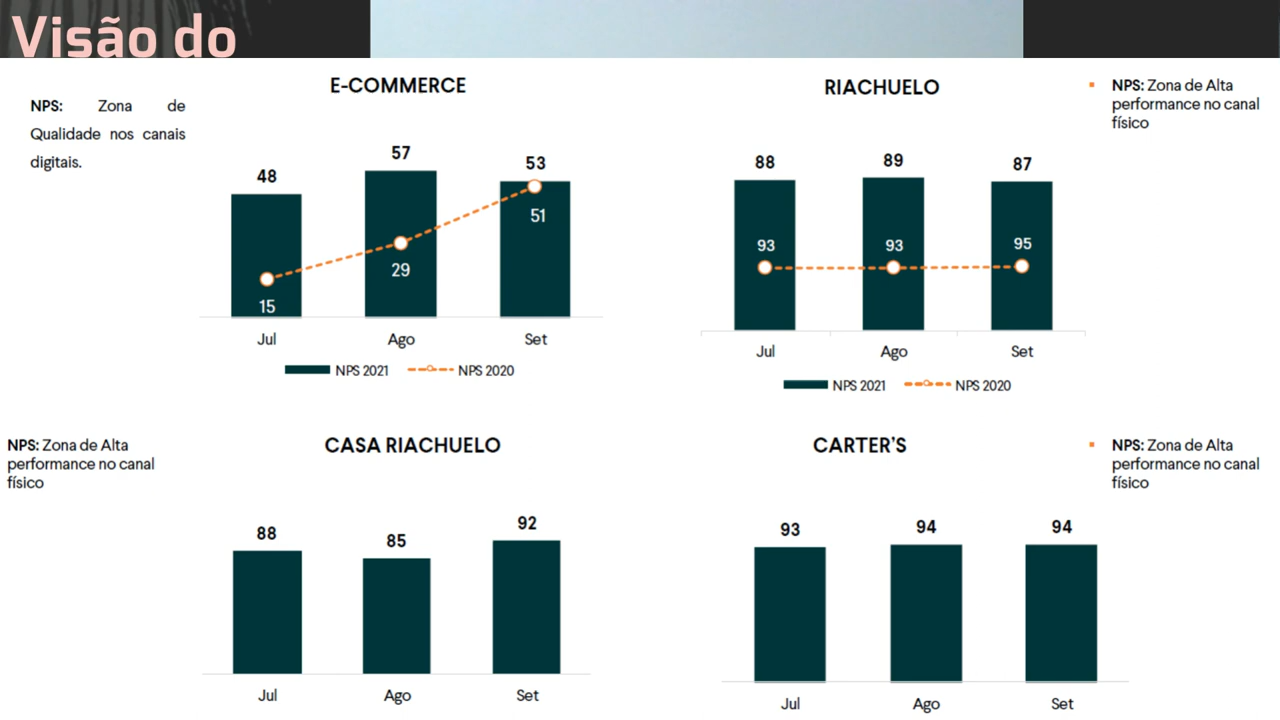 Visão do
NPS: Zona de
Qualidade nos canais
digitais.
E-COMMERCE
48
57
53
15
29
51
Jul
Ago
Set
NPS 2021
NPS 2020
RIACHUELO
88
89
87
93
93
95
Jul
Ago
Set
NPS 2021
NPS 2020
NPS: Zona de Alta
performance no canal
físico
NPS: Zona de Alta
performance no canal
físico
CASA RIACHUELO
88
85
92
Jul
Ago
Set
CARTER'S
93
94
94
Jul
Ago
Set
NPS: Zona de Alta
performance no canal
físico